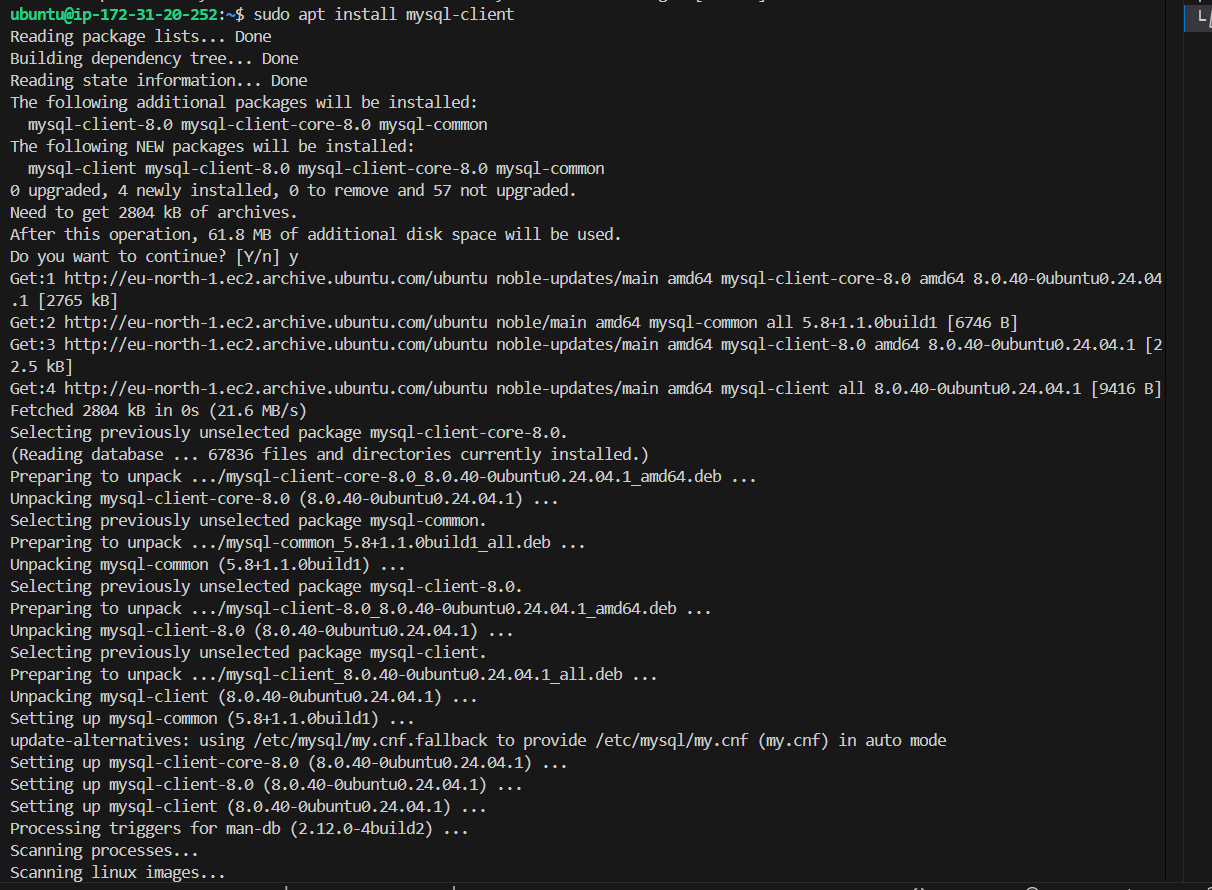 ubuntu@ip-172-31-20-252:~$ sudo apt install mysql-client
Reading package lists... Done
Building dependency tree... Done
Reading state information... Done
The following additional packages will be installed:
  mysql-client-8.0 mysql-client-core-8.0 mysql-common
The following NEW packages will be installed:
  mysql-client mysql-client-8.0 mysql-client-core-8.0 mysql-common
0 upgraded, 4 newly installed, 0 to remove and 57 not upgraded.
Need to get 2804 kB of archives.
After this operation, 61.8 MB of additional disk space will be used.
Do you want to continue? [Y/n] y
Get:1 http://eu-north-1.ec2.archive.ubuntu.com/ubuntu noble-updates/main amd64 mysql-client-core-8.0 amd64 8.0.40-0ubuntu0.24.04
.1 [2765 kB]
Get:2 http://eu-north-1.ec2.archive.ubuntu.com/ubuntu noble/main amd64 mysql-common all 5.8+1.1.0build1 [6746 B]
Get:3 http://eu-north-1.ec2.archive.ubuntu.com/ubuntu noble-updates/main amd64 mysql-client-8.0 amd64 8.0.40-0ubuntu0.24.04.1 [2
2.5 kB]
Get:4 http://eu-north-1.ec2.archive.ubuntu.com/ubuntu noble-updates/main amd64 mysql-client all 8.0.40-0ubuntu0.24.04.1 [9416 B]
Fetched 2804 kB in 0s (21.6 MB/s)
Selecting previously unselected package mysql-client-core-8.0.
(Reading database ... 67836 files and directories currently installed.)
Preparing to unpack .../mysql-client-core-8.0_8.0.40-0ubuntu0.24.04.1_amd64.deb ...
Unpacking mysql-client-core-8.0 (8.0.40-0ubuntu0.24.04.1) ...
Selecting previously unselected package mysql-common.
Preparing to unpack .../mysql-common_5.8+1.1.0build1_all.deb ...
Unpacking mysql-common (5.8+1.1.0build1) ...
Selecting previously unselected package mysql-client-8.0.
Preparing to unpack .../mysql-client-8.0_8.0.40-0ubuntu0.24.04.1_amd64.deb ...
Unpacking mysql-client-8.0 (8.0.40-0ubuntu0.24.04.1) ...
Selecting previously unselected package mysql-client.
Preparing to unpack .../mysql-client_8.0.40-0ubuntu0.24.04.1_all.deb ...
Unpacking mysql-client (8.0.40-0ubuntu0.24.04.1) ...
Setting up mysql-common (5.8+1.1.0build1) ...
update-alternatives: using /etc/mysql/my.cnf.fallback to provide /etc/mysql/my.cnf (my.cnf) in auto mode
Setting up mysql-client-core-8.0 (8.0.40-0ubuntu0.24.04.1) ...
Setting up mysql-client-8.0 (8.0.40-0ubuntu0.24.04.1) ...
Setting up mysql-client (8.0.40-0ubuntu0.24.04.1) ...
Processing triggers for man-db (2.12.0-4build2) ...
Scanning processes...
Scanning linux images...